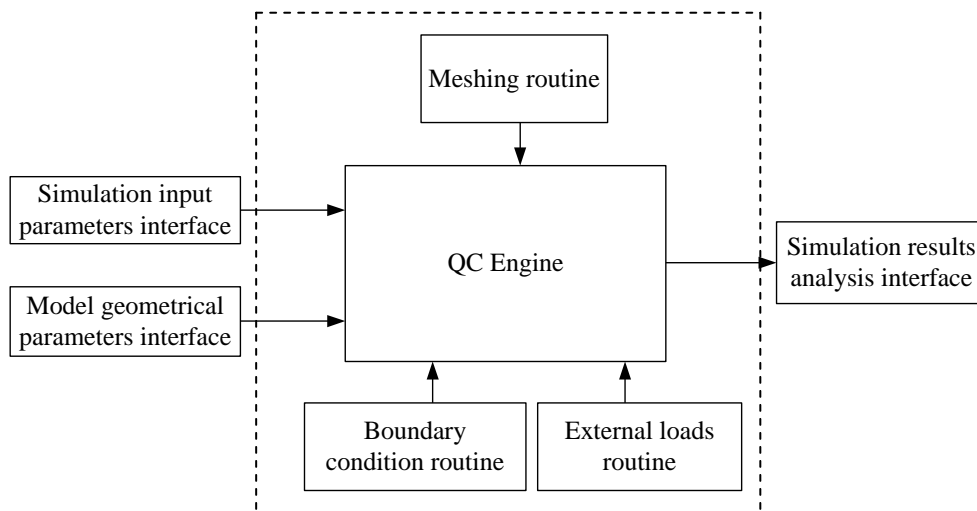 Meshing routine
Simulation input
parameters interface
QC Engine
Simulation results
analysis interface
Model geometrical
parameters interface
Boundary
condition routine
External loads
routine